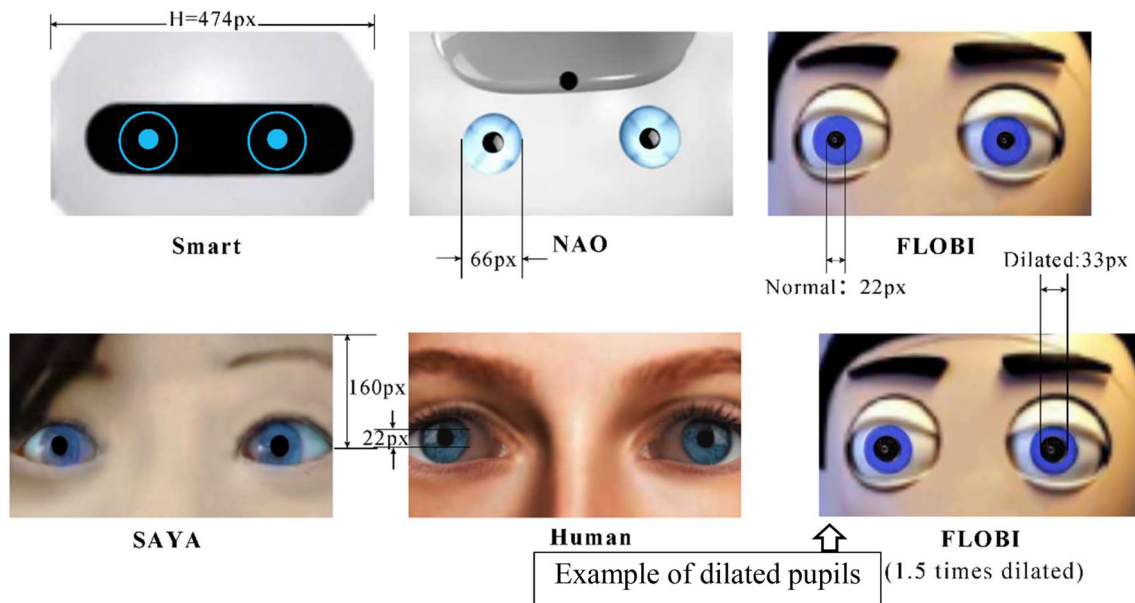 H=474px
Smart
NAO
FLOBI
66px
Normal: 22px
Dilated:33px
160px
22px
SAYA
Human
FLOBI
(1.5 times dilated)
Example of dilated pupils